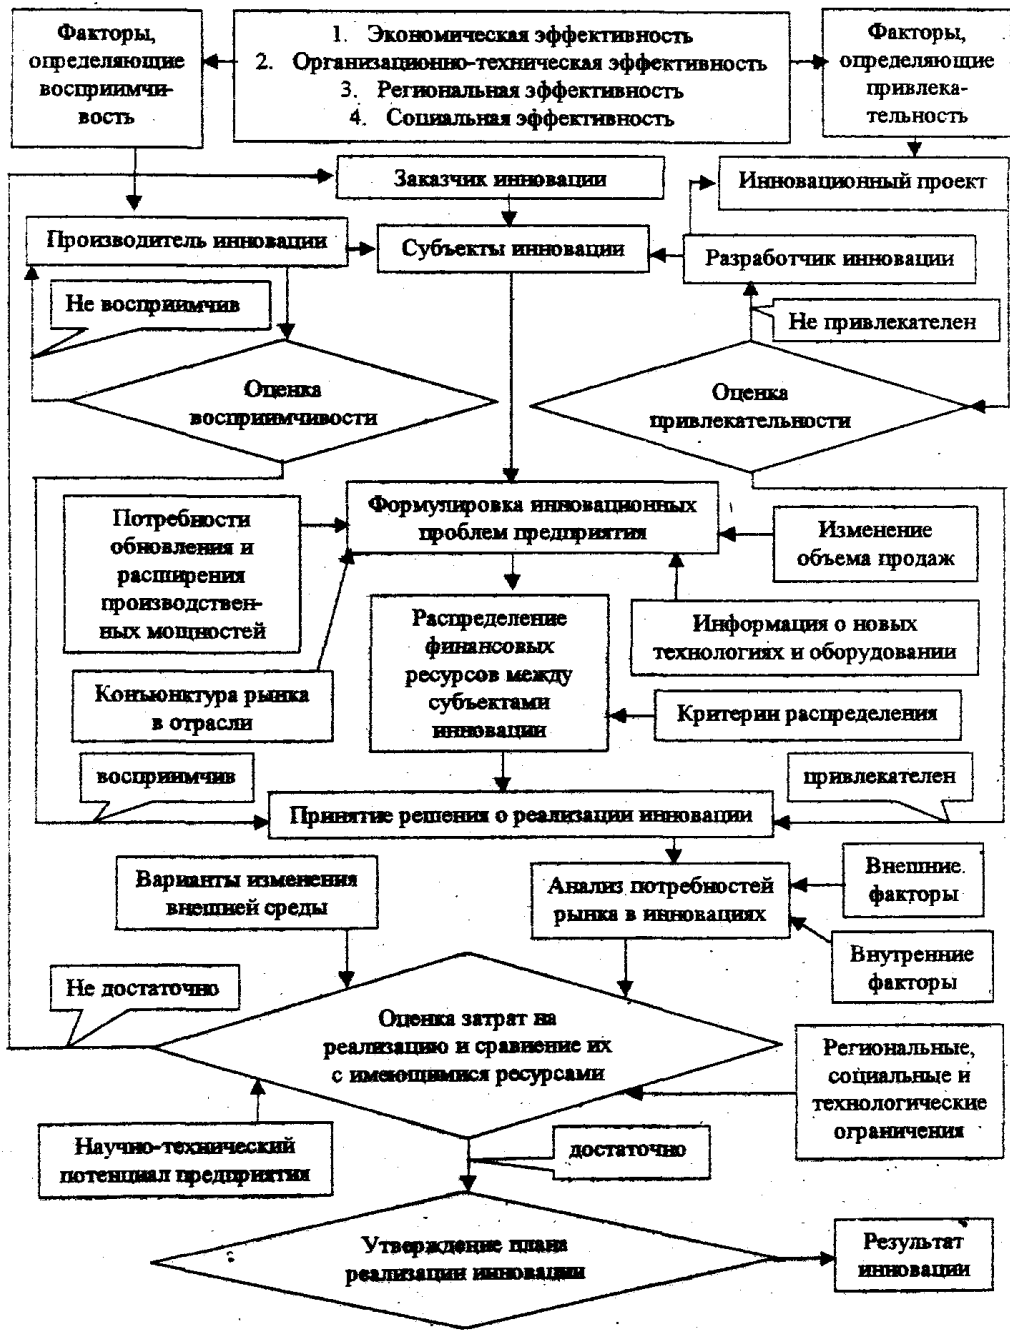 Факторы,
определяющие
восприимчи-
вость
1. Экономическая эффективность
2. Организационно-техническая эффективность
3. Региональная эффективность
4. Социальная эффективность
Факторы,
определяющие
привлека-
тельность
Заказчик инновации
Инновационный проект
Производитель инновации
Субъекты инновации
Разработчик инновации
Не восприимчив
Не привлекателен
Оценка
восприимчивости
Оценка
привлекательности
Формулировка инновационных
проблем предприятия
Потребности
обновления и
расширения
производствен-
ных мощностей
Изменение
объема продаж
Распределение
финансовых
ресурсов между
субъектами
инновации
Информация о новых
технологиях и оборудовании
Конъюнктура рынка
в отрасли
Критерии распределения
восприимчив
привлекателен
Принятие решения о реализации инновации
Варианты изменения
внешней среды
Анализ потребностей
рынка в инновациях
Внешние.
факторы
Внутренние
факторы
Не достаточно
Оценка затрат на
реализацию и сравнение их
с имеющимися ресурсами
Региональные,
социальные и
технологические
ограничения
Научно-технический
потенциал предприятия
достаточно
Утверждение плана
реализации инновации
Результат
инновации